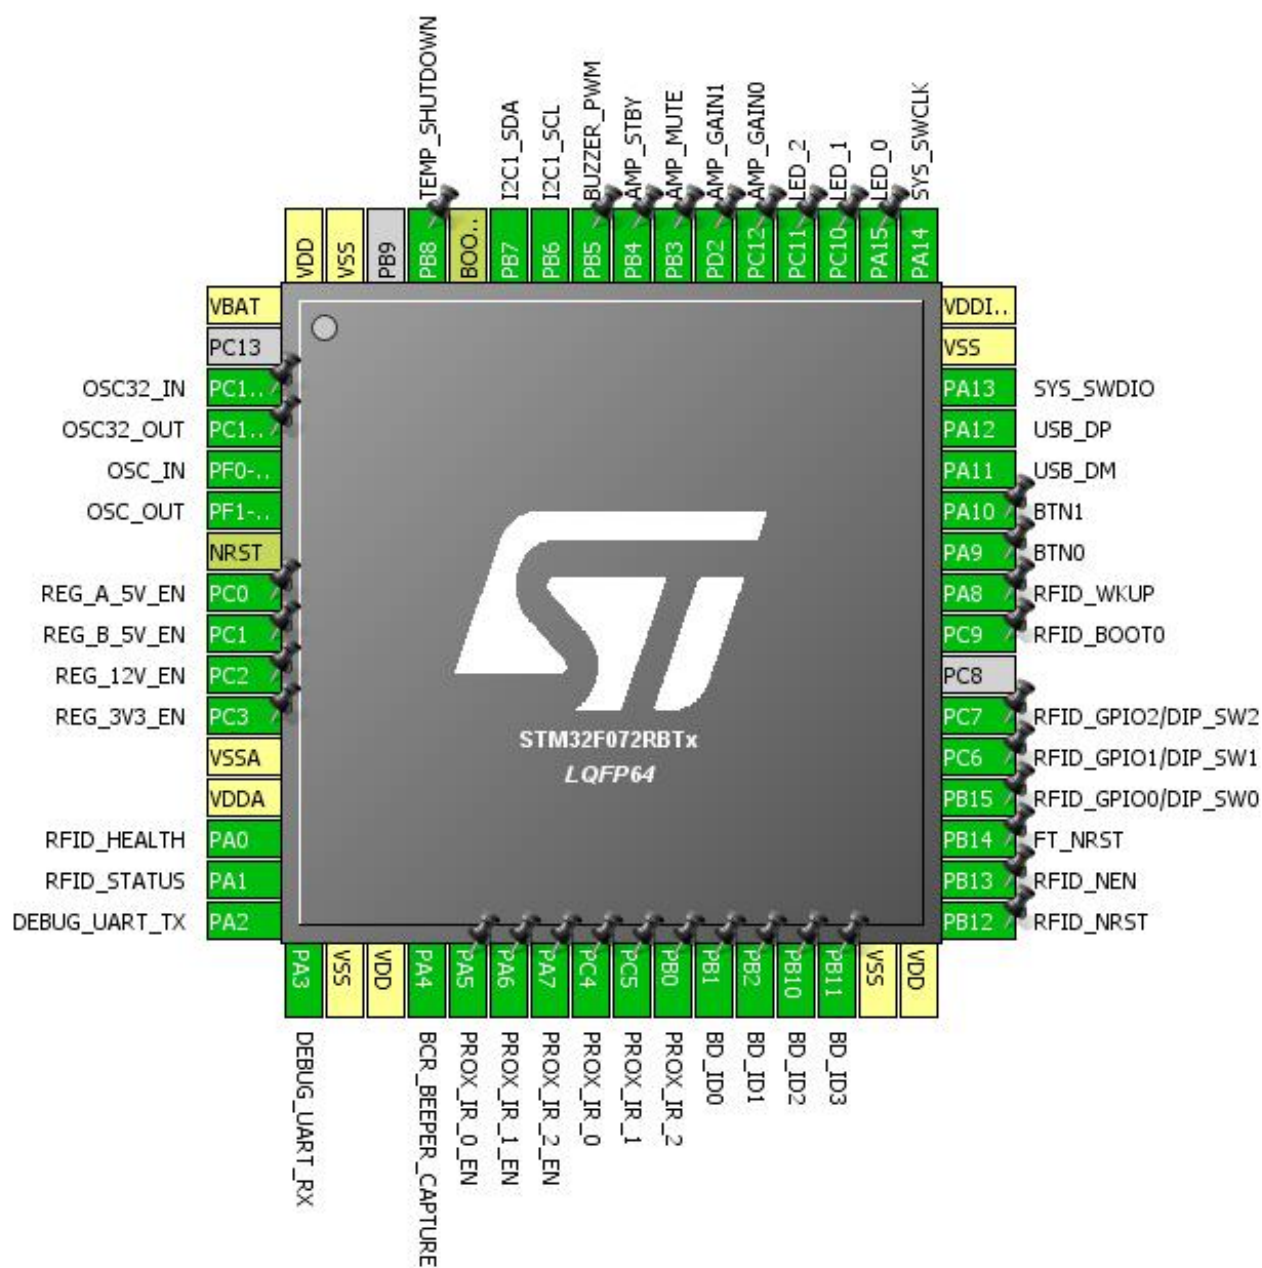 TEMP_SHUTDOWN
I2C1_SDA
I2C1_SCL
BUZZER_PWM
AMP_STBY
AMP_MUTE
AMP_GAIN1
AMP_GAIN0
LED_2
LED_1
LED_0
SYS_SWCLK
VDD
VSS
PB9
PB8
BOO..
PB7
PB6
PB5
PB4
PB3
PD2
PC12
PC11
PC10
PA15
PA14
VBAT
PC13
OSC32_IN PC1..
OSC32_OUT PC1..
OSC_IN PF0-..
OSC_OUT PF1-..
NRST
REG_A_5V_EN PC0
REG_B_5V_EN PC1
REG_12V_EN PC2
REG_3V3_EN PC3
VSSA
VDDA
RFID_HEALTH PA0
RFID_STATUS PA1
DEBUG_UART_TX PA2
ST
STM32F072RBTx
LQFP64
VDDI..
VSS
PA13 SYS_SWDIO
PA12 USB_DP
PA11 USB_DM
PA10 BTN1
PA9 BTN0
PA8 RFID_WKUP
PC9 RFID_BOOT0
PC8
PC7 RFID_GPIO2/DIP_SW2
PC6 RFID_GPIO1/DIP_SW1
PB15 RFID_GPIO0/DIP_SW0
PB14 FT_NRST
PB13 RFID_NEN
PB12 RFID_NRST
PA3
VSS
VDD
PA4
PA5
PA6
PA7
PC4
PC5
PB0
PB1
PB2
PB10
PB11
VSS
VDD
DEBUG_UART_RX
BCR_BEEPER_CAPTURE
PROX_IR_0_EN
PROX_IR_1_EN
PROX_IR_2_EN
PROX_IR_0
PROX_IR_1
PROX_IR_2
BD_ID0
BD_ID1
BD_ID2
BD_ID3